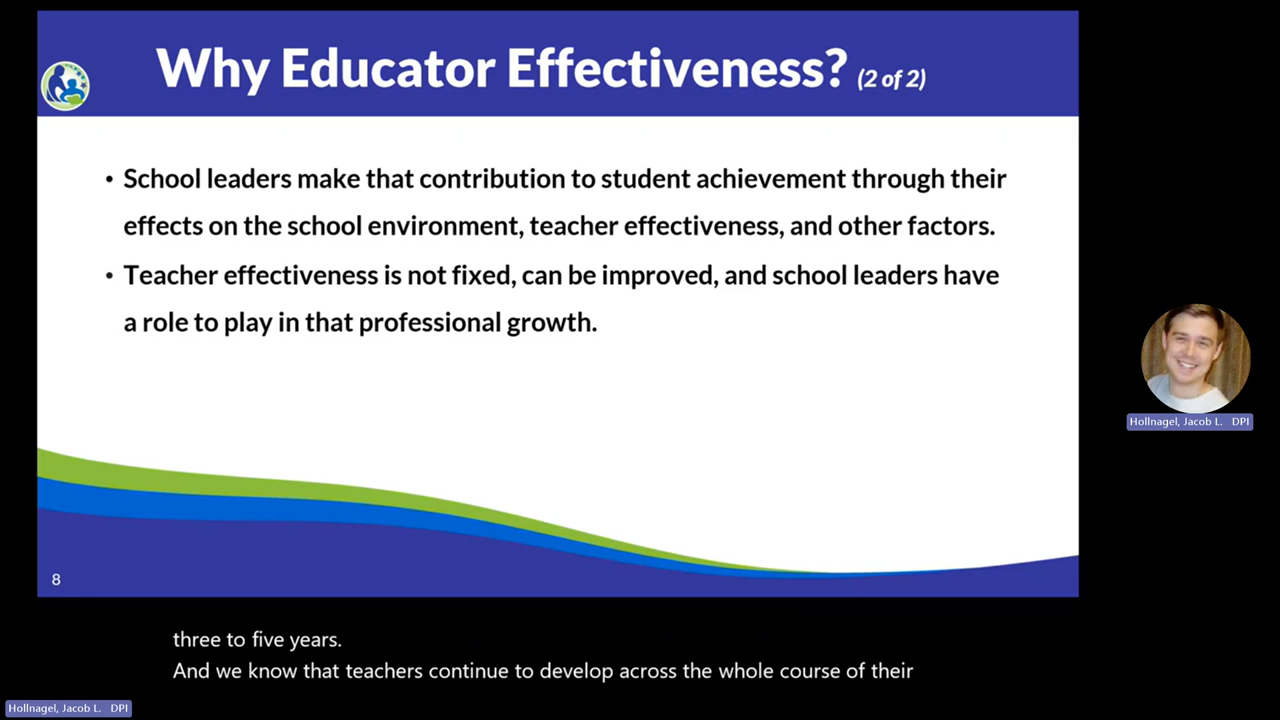 Why Educator Effectiveness? (2 of 2)
• School leaders make that contribution to student achievement through their
effects on the school environment, teacher effectiveness, and other factors.
• Teacher effectiveness is not fixed, can be improved, and school leaders have
a role to play in that professional growth.
Hollnagel, Jacob L. DPI
8
three to five years.
And we know that teachers continue to develop across the whole course of their
Hollnagel, Jacob L. DPI